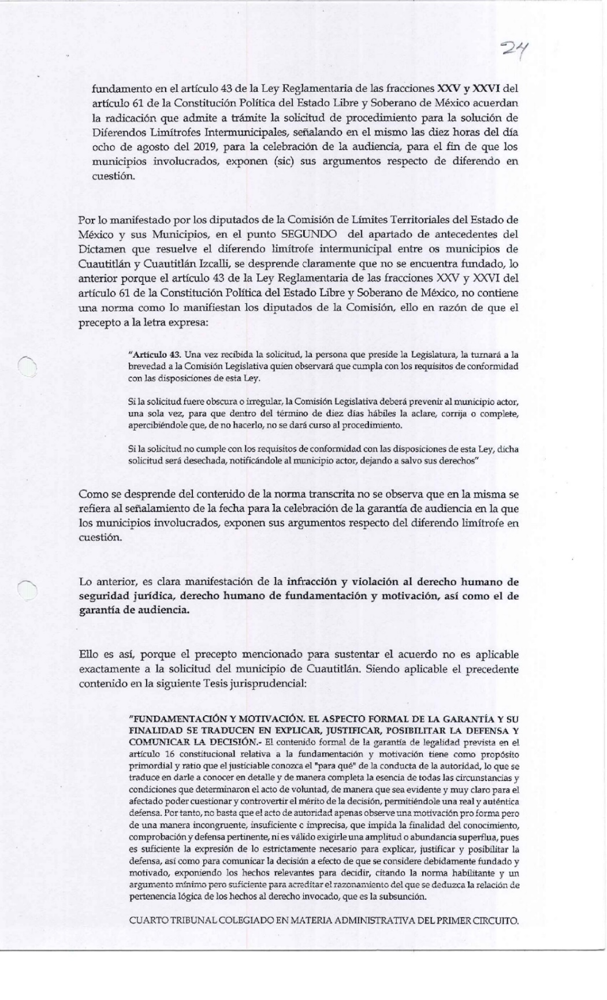 24
fundamento en el artículo 43 de la Ley Reglamentaria de las fracciones XXV y XXVI del
artículo 61 de la Constitución Política del Estado Libre y Soberano de México acuerdan
la radicación que admite a trámite la solicitud de procedimiento para la solución de
Diferendos Limítrofes Intermunicipales, señalando en el mismo las diez horas del día
ocho de agosto del 2019, para la celebración de la audiencia, para el fin de que los
municipios involucrados, exponen (sic) sus argumentos respecto de diferendo en
cuestión.
Por lo manifestado por los diputados de la Comisión de Límites Territoriales del Estado de
México y sus Municipios, en el punto SEGUNDO del apartado de antecedentes del
Dictamen que resuelve el diferendo limítrofe intermunicipal entre os municipios de
Cuautitlán y Cuautitlán Izcalli, se desprende claramente que no se encuentra fundado, lo
anterior porque el artículo 43 de la Ley Reglamentaria de las fracciones XXV y XXVI del
artículo 61 de la Constitución Política del Estado Libre y Soberano de México, no contiene
una norma como lo manifiestan los diputados de la Comisión, ello en razón de que el
precepto a la letra expresa:
"Artículo 43. Una vez recibida la solicitud, la persona que preside la Legislatura, la turnará a la
brevedad a la Comisión Legislativa quien observará que cumpla con los requisitos de conformidad
con las disposiciones de esta Ley.
Si la solicitud fuere obscura o irregular, la Comisión Legislativa deberá prevenir al municipio actor,
una sola vez, para que dentro del término de diez días hábiles la aclare, corrija o complete,
apercibiéndole que, de no hacerlo, no se dará curso al procedimiento.
Si la solicitud no cumple con los requisitos de conformidad con las disposiciones de esta Ley, dicha
solicitud será desechada, notificándole al municipio actor, dejando a salvo sus derechos"
Como se desprende del contenido de la norma transcrita no se observa que en la misma se
refiera al señalamiento de la fecha para la celebración de la garantía de audiencia en la que
los municipios involucrados, exponen sus argumentos respecto del diferendo limítrofe en
cuestión.
Lo anterior, es clara manifestación de la infracción y violación al derecho humano de
seguridad jurídica, derecho humano de fundamentación y motivación, así como el de
garantía de audiencia.
Ello es así, porque el precepto mencionado para sustentar el acuerdo no es aplicable
exactamente a la solicitud del municipio de Cuautitlán. Siendo aplicable el precedente
contenido en la siguiente Tesis jurisprudencial:
"FUNDAMENTACIÓN Y MOTIVACIÓN. EL ASPECTO FORMAL DE LA GARANTÍA Y SU
FINALIDAD SE TRADUCEN EN EXPLICAR, JUSTIFICAR, POSIBILITAR LA DEFENSA Y
COMUNICAR LA DECISIÓN.- El contenido formal de la garantía de legalidad prevista en el
artículo 16 constitucional relativa a la fundamentación y motivación tiene como propósito
primordial y ratio que el justiciable conozca el "para qué" de la conducta de la autoridad, lo que se
traduce en darle a conocer en detalle y de manera completa la esencia de todas las circunstancias y
condiciones que determinaron el acto de voluntad, de manera que sea evidente y muy claro para el
afectado poder cuestionar y controvertir el mérito de la decisión, permitiéndole una real y auténtica
defensa. Por tanto, no basta que el acto de autoridad apenas observe una motivación pro forma pero
de una manera incongruente, insuficiente o imprecisa, que impida la finalidad del conocimiento,
comprobación y defensa pertinente, ni es válido exigirle una amplitud o abundancia superflua, pues
es suficiente la expresión de lo estrictamente necesario para explicar, justificar y posibilitar la
defensa, así como para comunicar la decisión a efecto de que se considere debidamente fundado y
motivado, exponiendo los hechos relevantes para decidir, citando la norma habilitante y un
argumento mínimo pero suficiente para acreditar el razonamiento del que se deduzca la relación de
pertenencia lógica de los hechos al derecho invocado, que es la subsunción.
CUARTO TRIBUNAL COLEGIADO EN MATERIA ADMINISTRATIVA DEL PRIMER CIRCUITO.